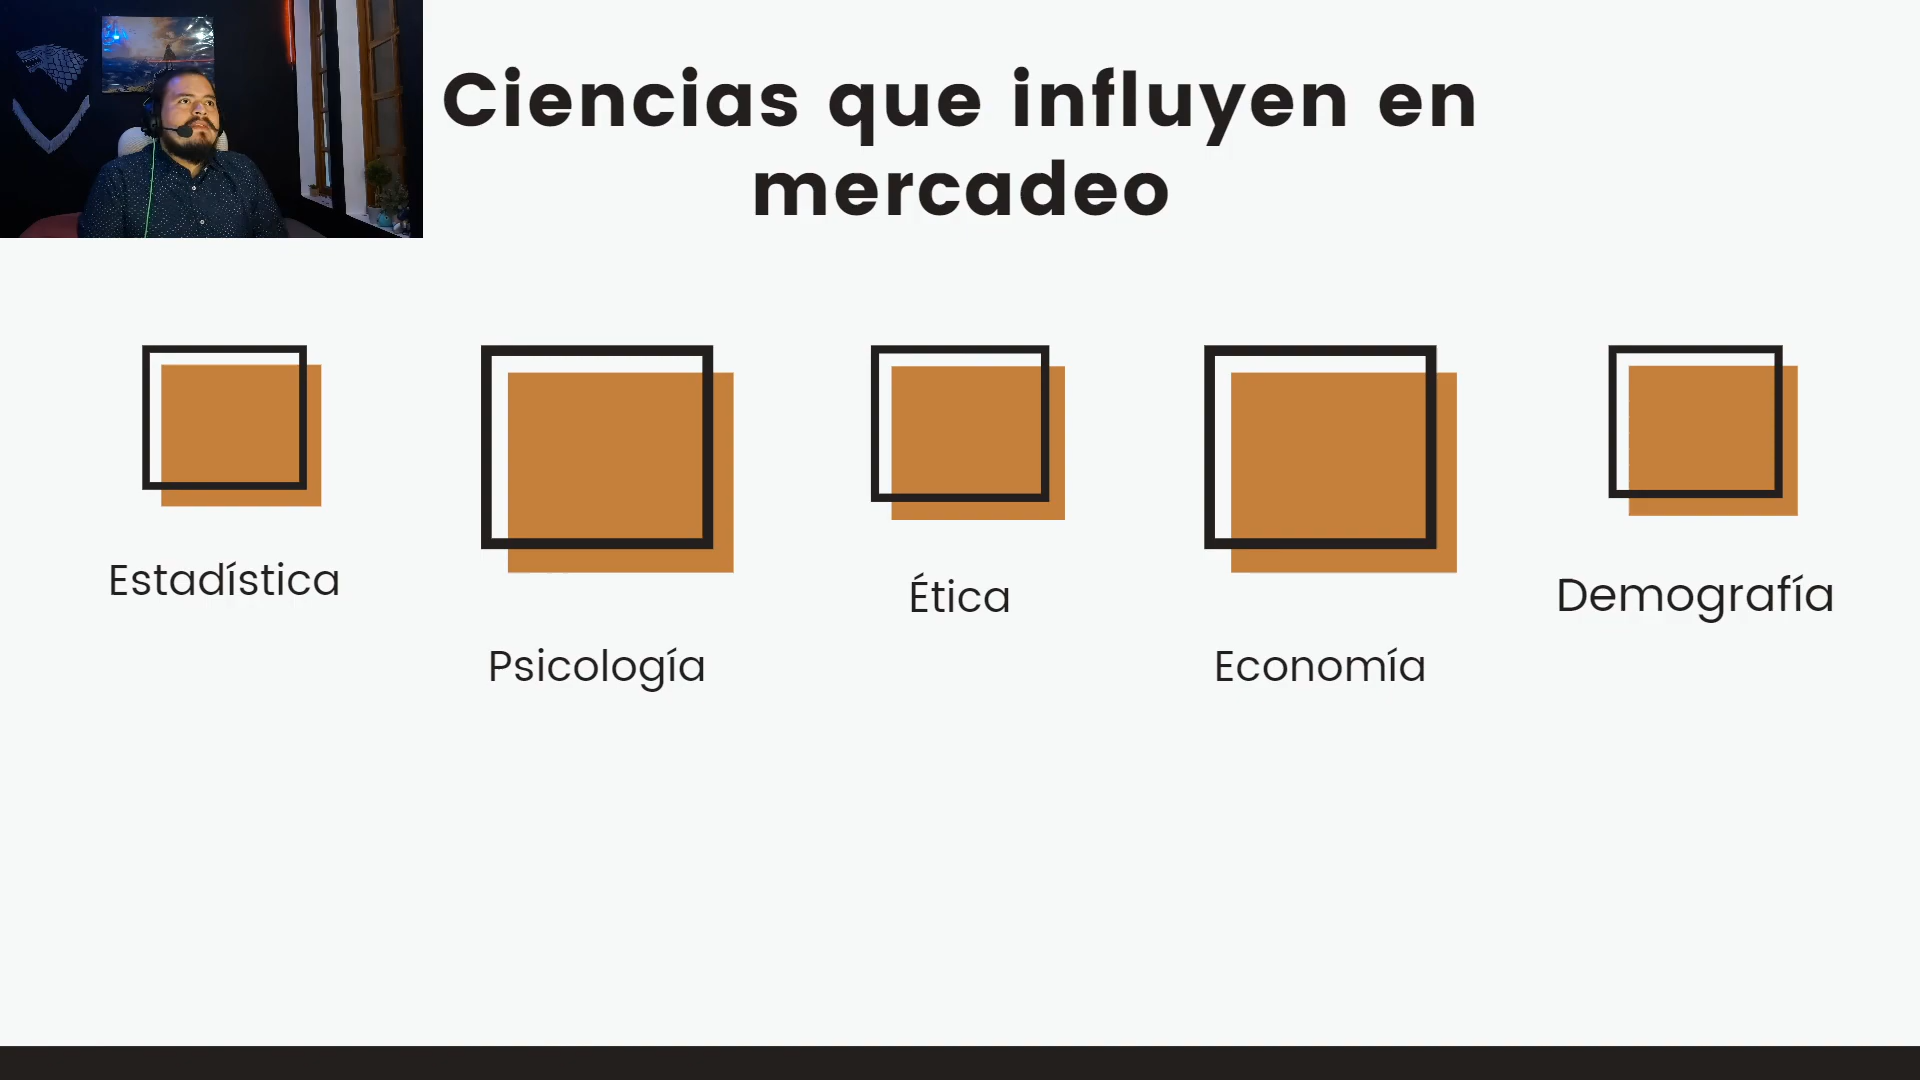 Ciencias que influyen en
mercadeo
Estadística
Psicología
Ética
Economía
Demografía